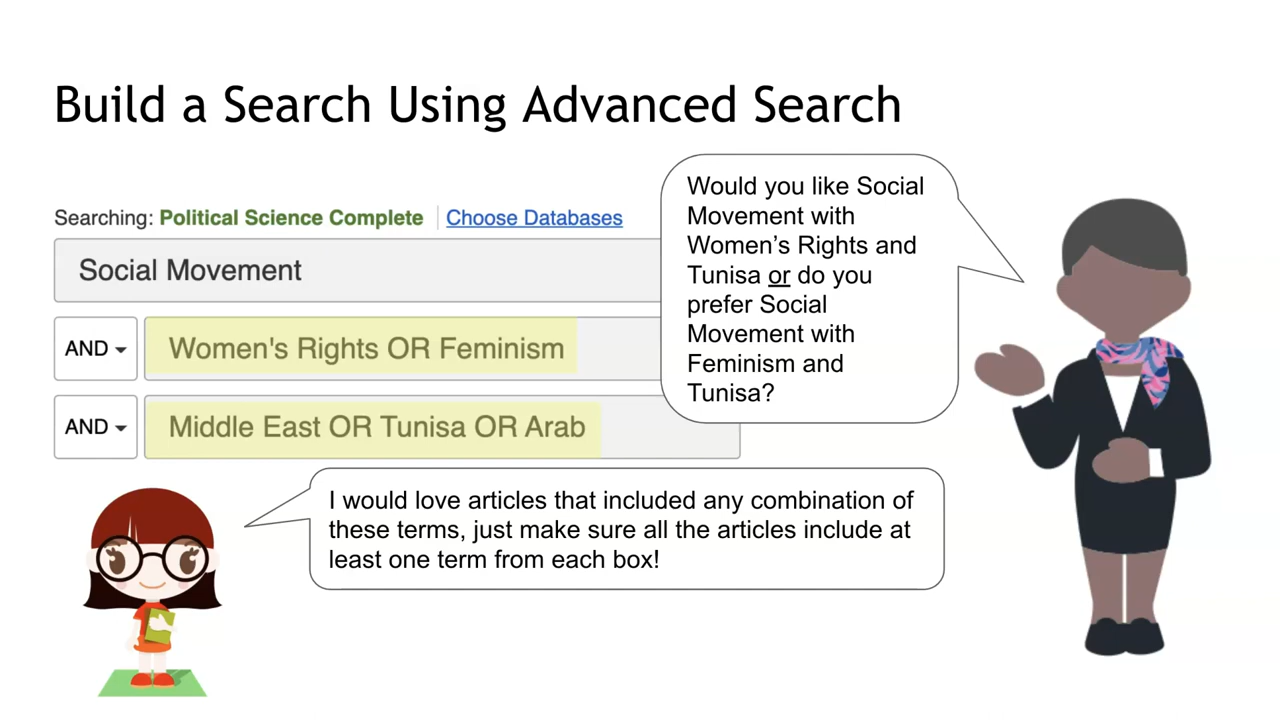 Build a Search Using Advanced Search
Searching: Political Science Complete Choose Databases
Social Movement
AND Women's Rights OR Feminism
AND Middle East OR Tunisa OR Arab
Would you like Social
Movement with
Women’s Rights and
Tunisa or do you
prefer Social
Movement with
Feminism and
Tunisa?
I would love articles that included any combination of
these terms, just make sure all the articles include at
least one term from each box!